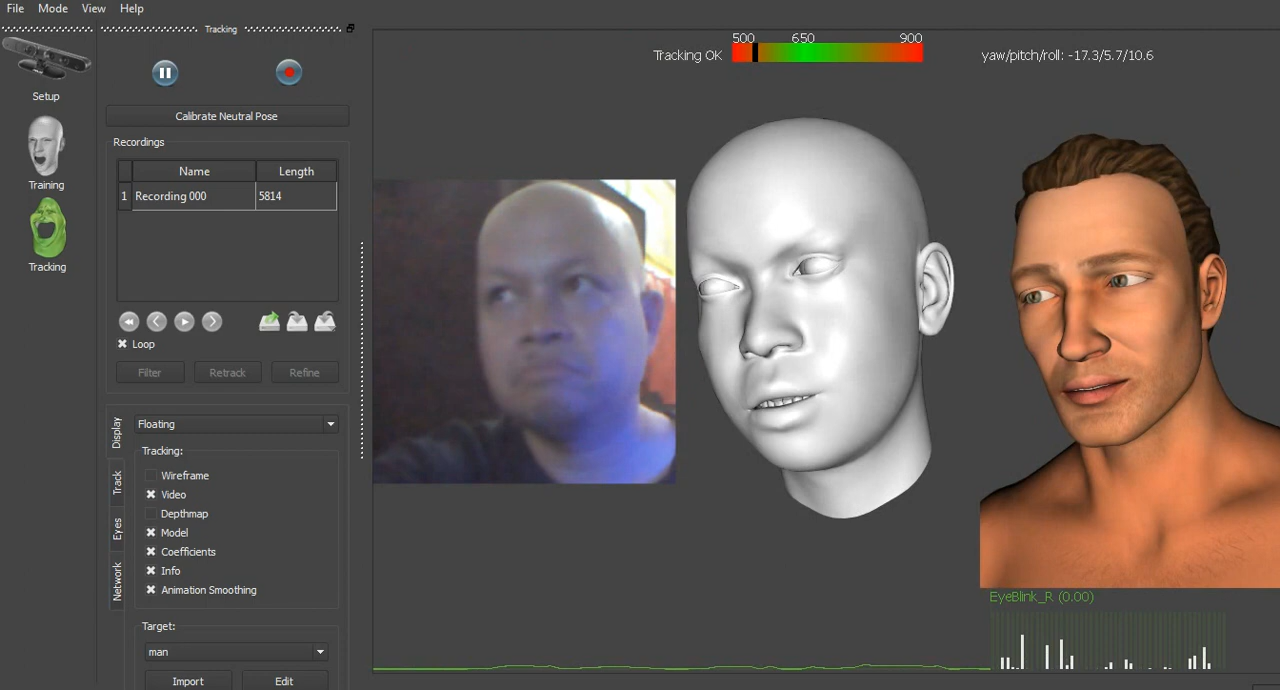 File Mode View Help
Tracking
Setup
Training
Tracking
Calibrate Neutral Pose
Recordings
Name Length
1 Recording 000 5814
Loop
Filter Retrack Refine
Display
Track
Eyes
Network
Floating
Tracking:
Wireframe
Video
Depthmap
Model
Coefficients
Info
Animation Smoothing
Target:
man
Import Edit
500 650 900
Tracking OK
yaw/pitch/roll: -17.3/5.7/10.6
EyeBlink_R (0.00)